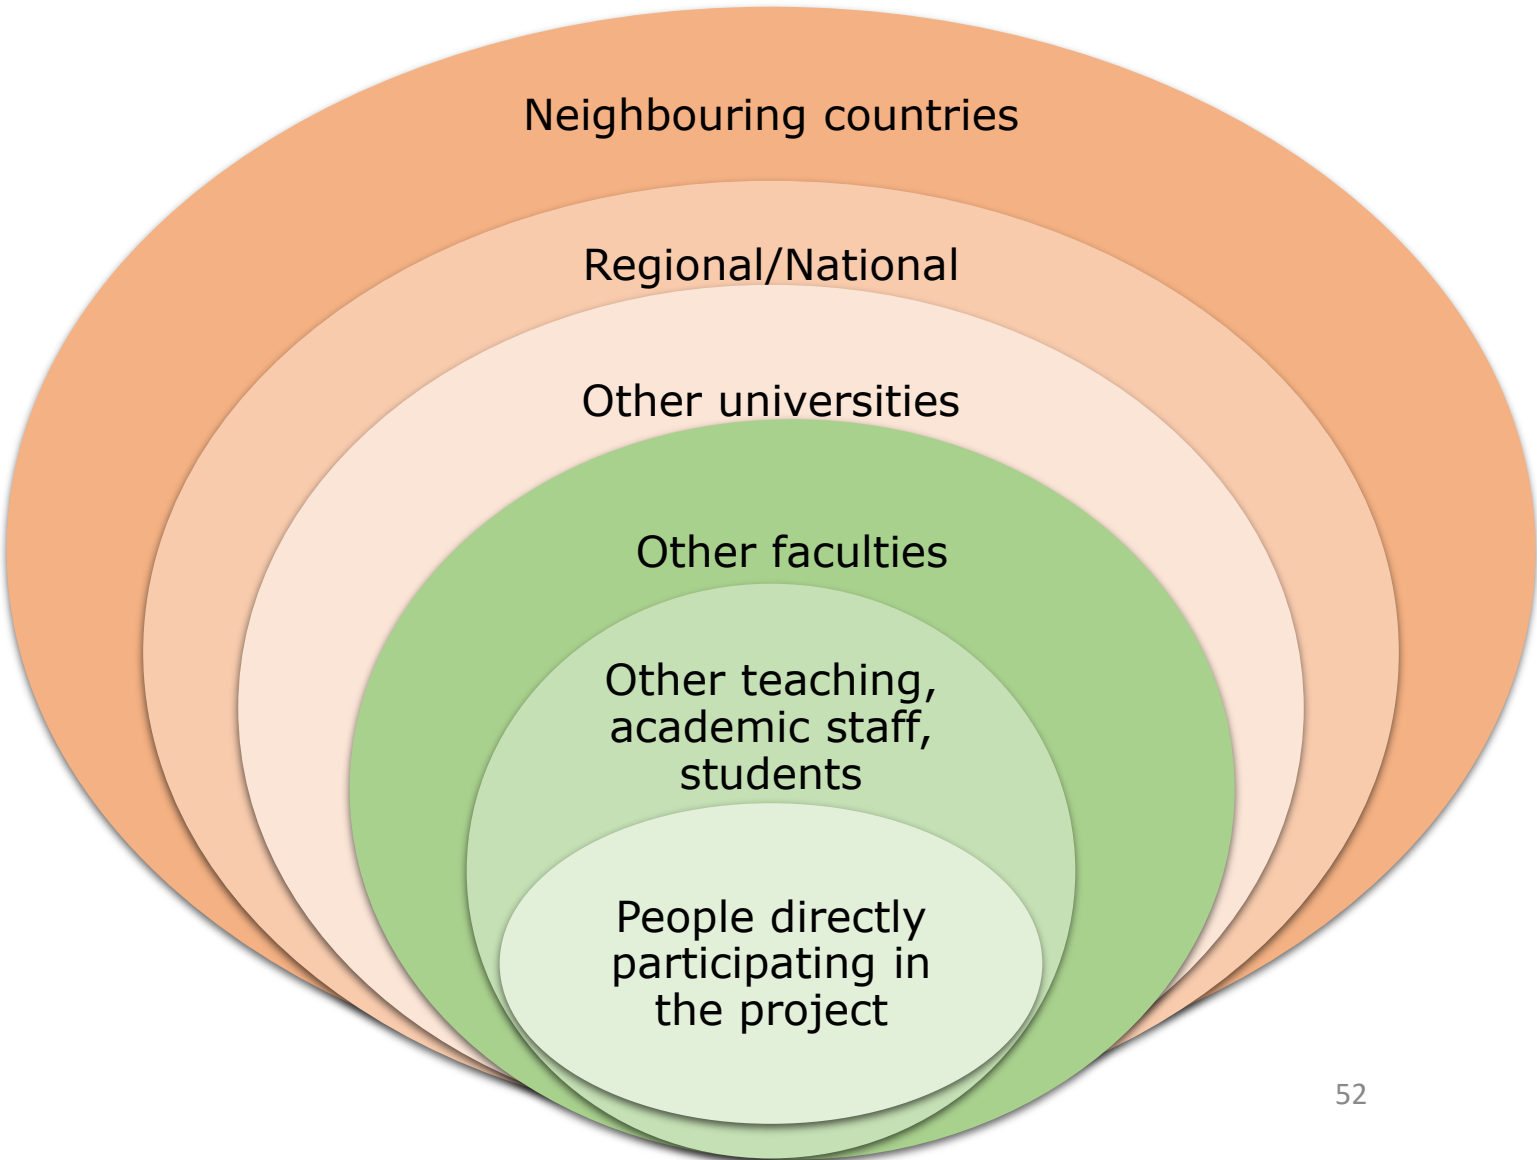 Neighbouring countries
Regional/National
Other universities
Other faculties
Other teaching,
academic staff,
students
People directly
participating in
the project
52